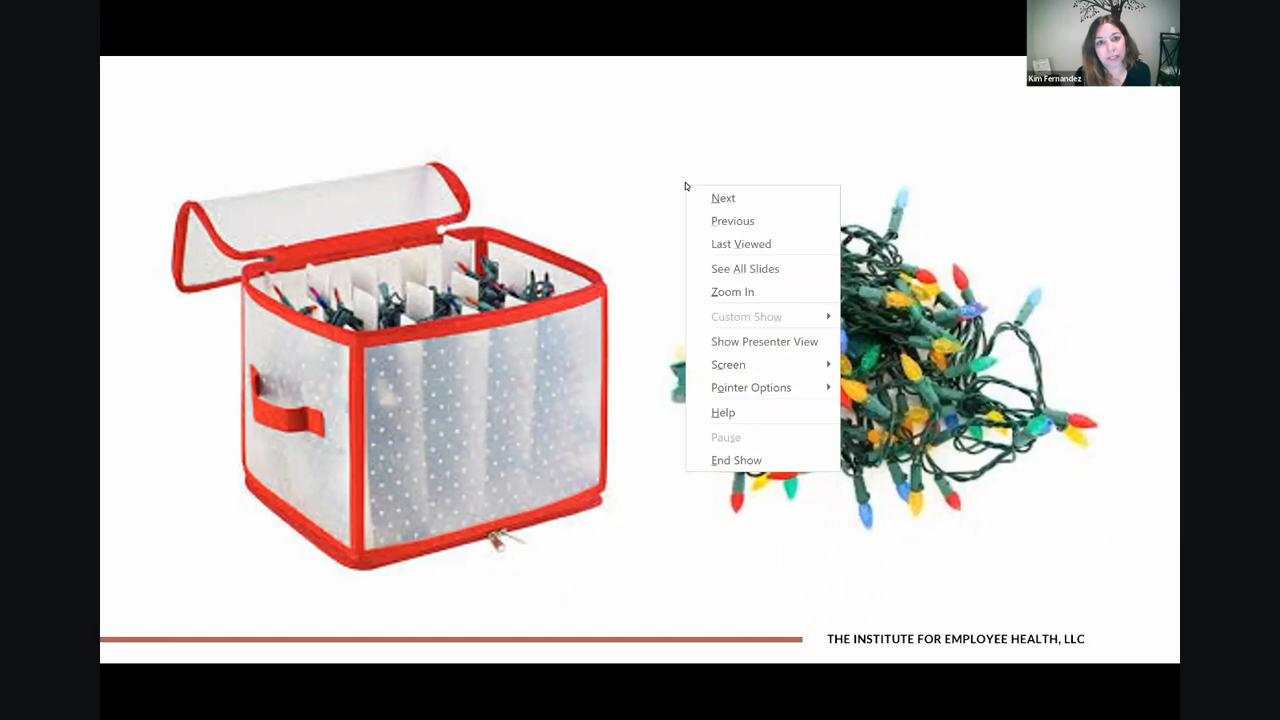 Kim Fernandez
Next
Previous
Last Viewed
See All Slides
Zoom In
Custom Show
Show Presenter View
Screen
Pointer Options
Help
Pause
End Show
THE INSTITUTE FOR EMPLOYEE HEALTH, LLC